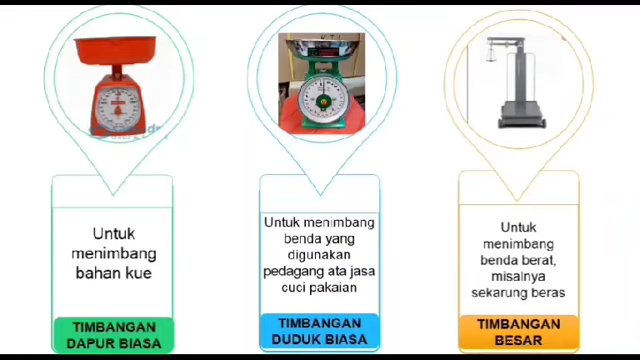 Untuk
menimbang
bahan kue
TIMBANGAN
DAPUR BIASA
Untuk menimbang
benda yang
digunakan
pedagang ata jasa
cuci pakaian
TIMBANGAN
DUDUK BIASA
Untuk
menimbang
benda berat,
misalnya
sekarung beras
TIMBANGAN
BESAR